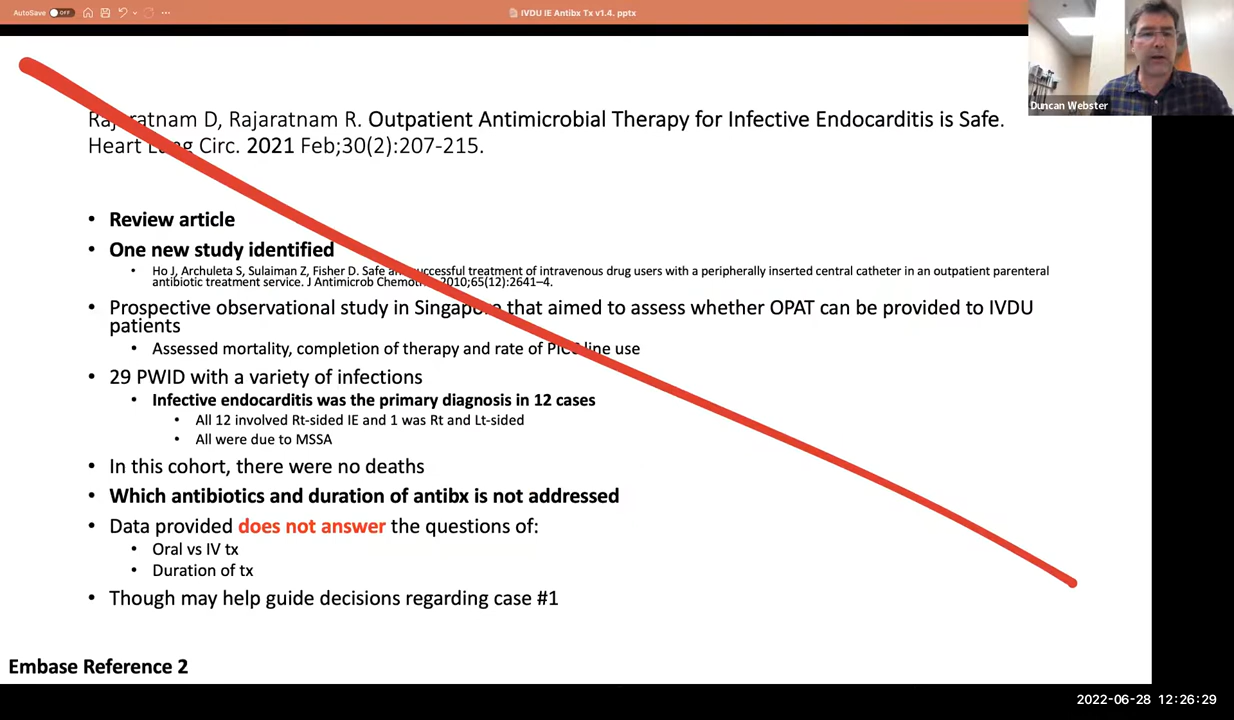 AutoSave OFF
IVDU IE Antibx Tx v1.4. pptx
Duncan Webster
Rajaratnam D, Rajaratnam R. Outpatient Antimicrobial Therapy for Infective Endocarditis is Safe.
Heart Lung Circ. 2021 Feb;30(2):207-215.
• Review article
• One new study identified
• Ho J, Archuleta S, Sulaiman Z, Fisher D. Safe and successful treatment of intravenous drug users with a peripherally inserted central catheter in an outpatient parenteral
antibiotic treatment service. J Antimicrob Chemother 2010;65(12):2641–4.
• Prospective observational study in Singapore that aimed to assess whether OPAT can be provided to IVDU
patients
• Assessed mortality, completion of therapy and rate of PICC line use
• 29 PWID with a variety of infections
• Infective endocarditis was the primary diagnosis in 12 cases
• All 12 involved Rt-sided IE and 1 was Rt and Lt-sided
• All were due to MSSA
• In this cohort, there were no deaths
• Which antibiotics and duration of antibx is not addressed
• Data provided does not answer the questions of:
• Oral vs IV tx
• Duration of tx
• Though may help guide decisions regarding case #1
Embase Reference 2
2022-06-28 12:26:29